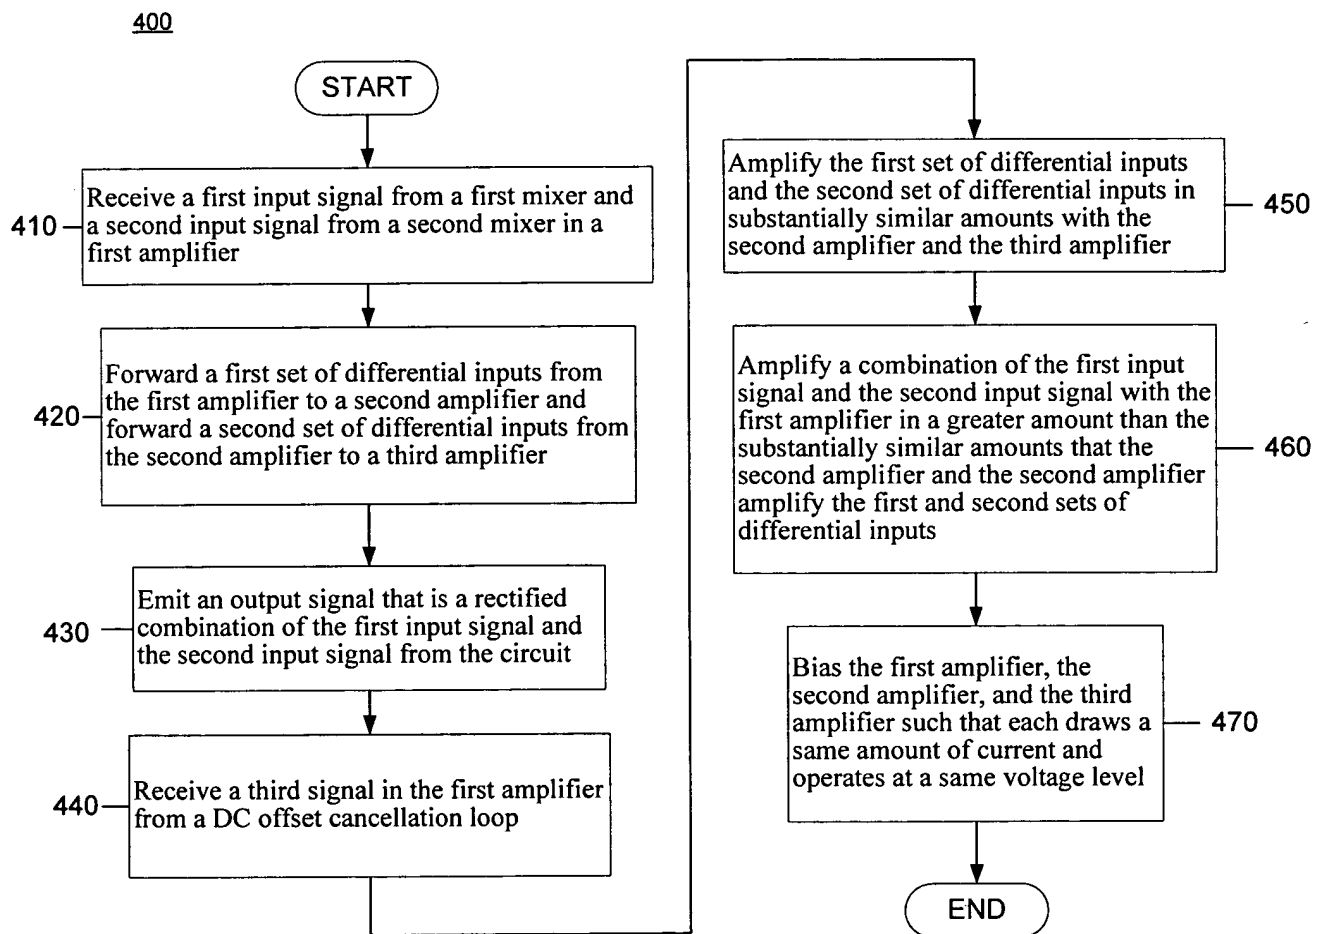 400
START
410
Receive a first input signal from a first mixer and
a second input signal from a second mixer in a
first amplifier
420
Forward a first set of differential inputs from
the first amplifier to a second amplifier and
forward a second set of differential inputs from
the second amplifier to a third amplifier
430
Emit an output signal that is a rectified
combination of the first input signal and
the second input signal from the circuit
440
Receive a third signal in the first amplifier
from a DC offset cancellation loop
Amplify the first set of differential inputs
and the second set of differential inputs in
substantially similar amounts with the
second amplifier and the third amplifier
450
Amplify a combination of the first input
signal and the second input signal with the
first amplifier in a greater amount than the
substantially similar amounts that the
second amplifier and the second amplifier
amplify the first and second sets of
differential inputs
460
Bias the first amplifier, the
second amplifier, and the third
amplifier such that each draws a
same amount of current and
operates at a same voltage level
470
END